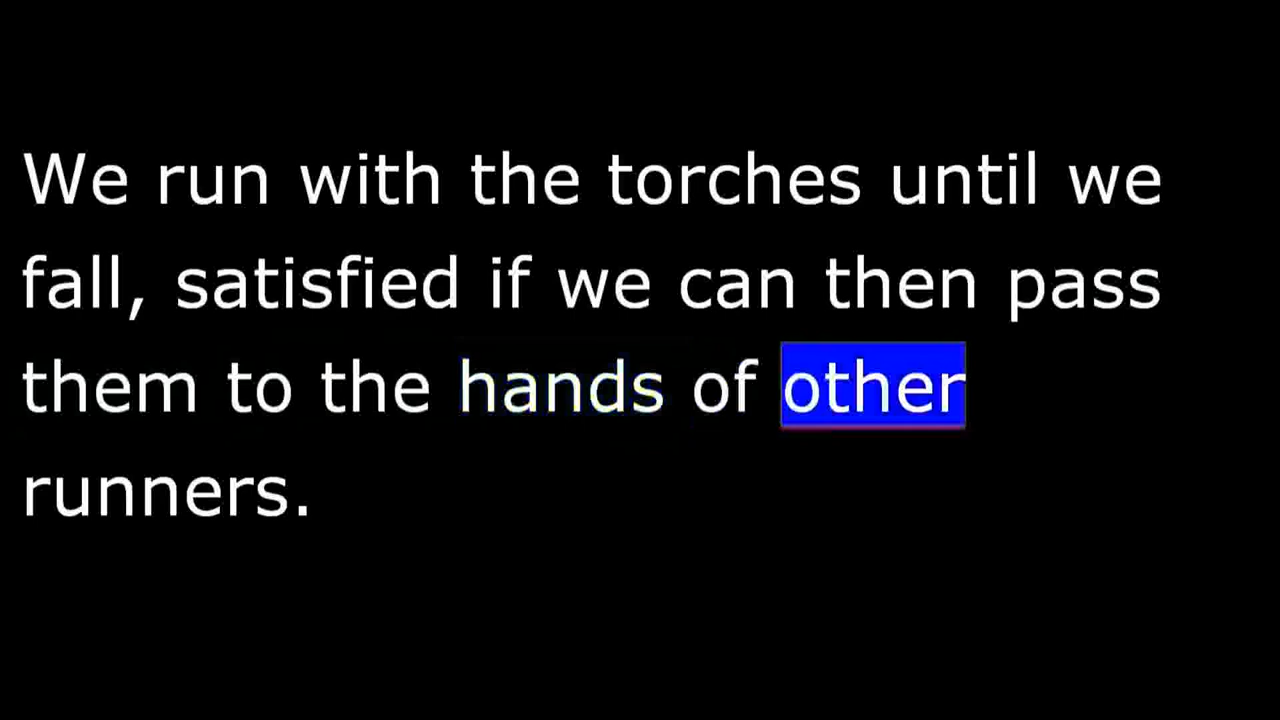 We run with the torches until we
fall, satisfied if we can then pass
them to the hands of other
runners.